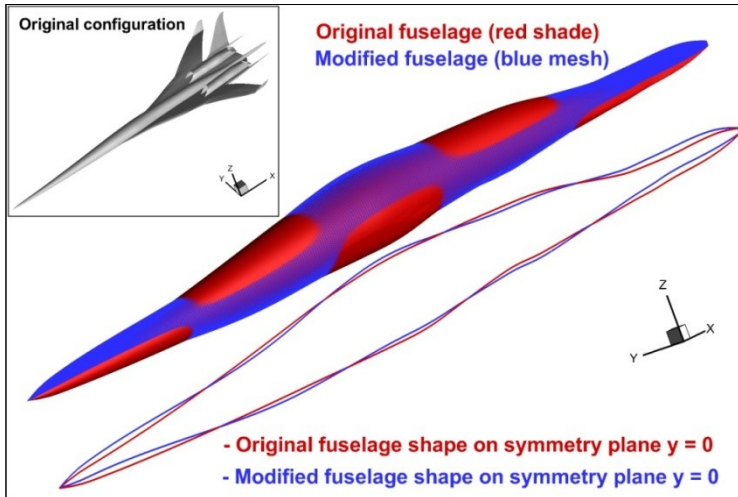 Original configuration
Original fuselage (red shade)
Modified fuselage (blue mesh)
Z
Y
X
Z
X
Y
- Original fuselage shape on symmetry plane y = 0
- Modified fuselage shape on symmetry plane y = 0